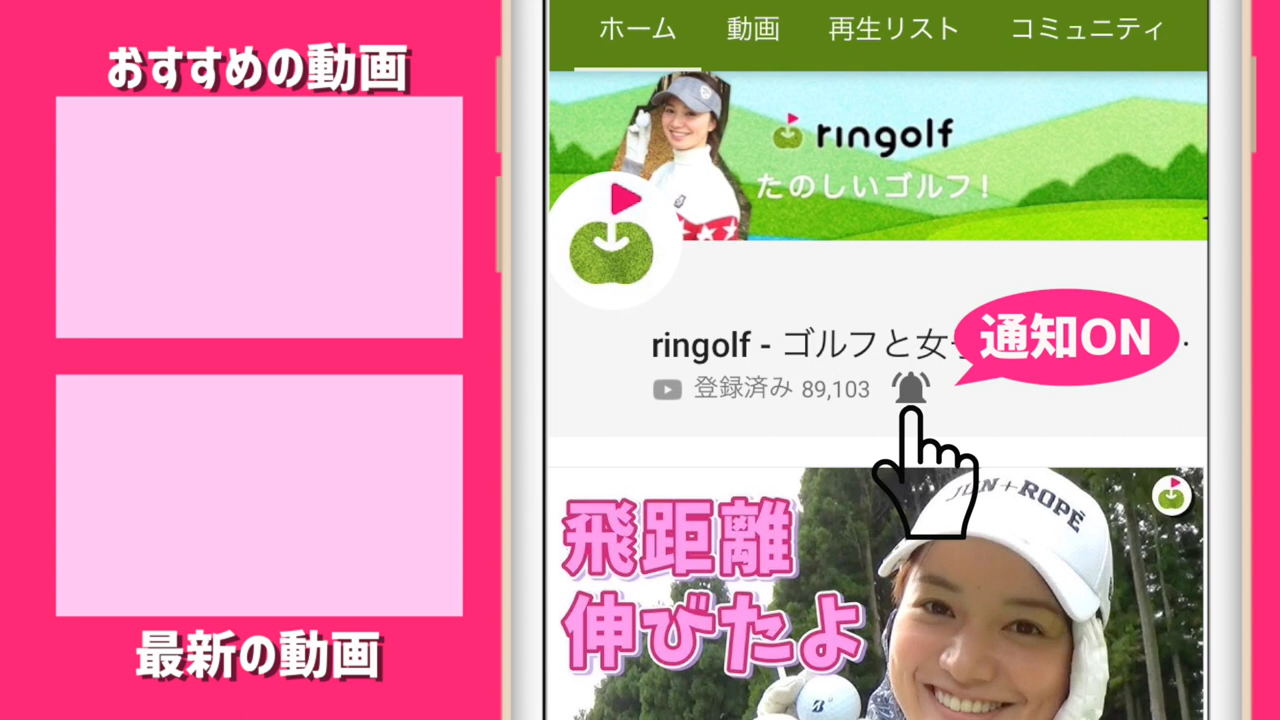 おすすめの動画
最新の動画
ホーム 動画 再生リスト コミュニティ
ringolf
たのしいゴルフ!
ringolf - ゴルフと女
通知ON
登録済み 89,103
JUN+ROPÉ
飛距離
伸びたよ
B